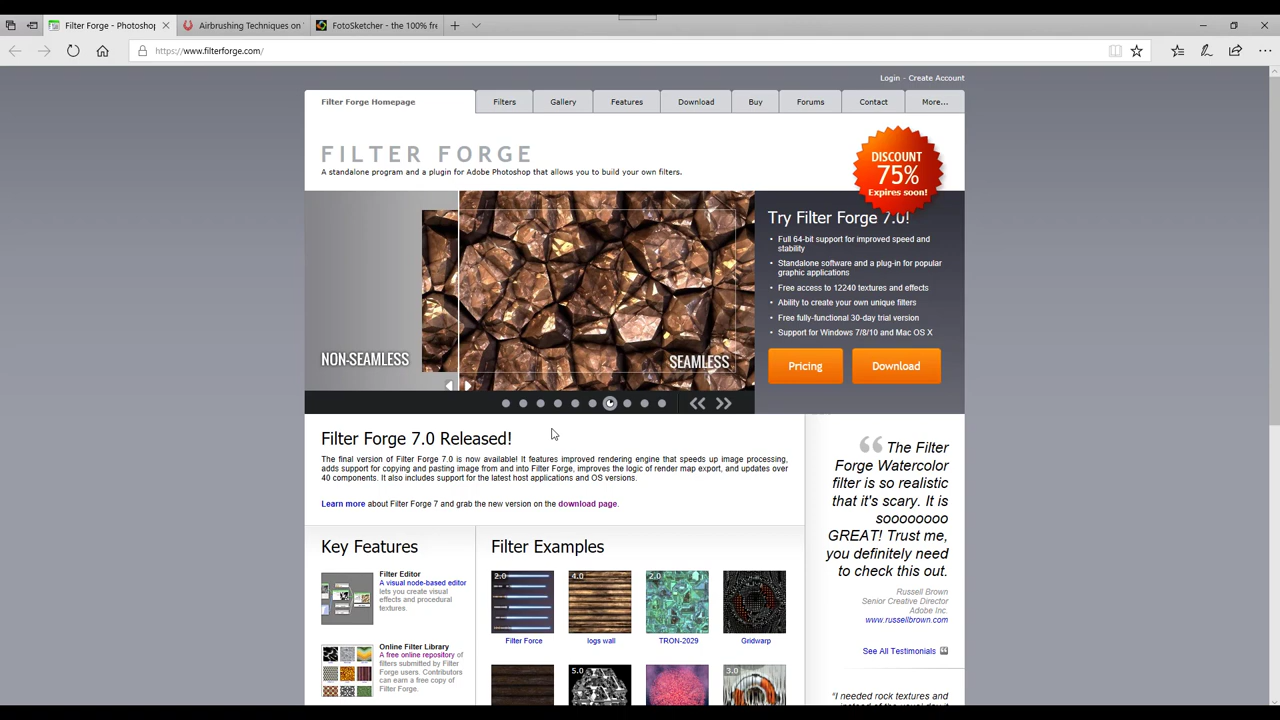 Filter Forge - Photoshop
Airbrushing Techniques on
FotoSketcher - the 100% fre
https://www.filterforge.com/
Login - Create Account
Filter Forge Homepage
Filters
Gallery
Features
Download
Buy
Forums
Contact
More...
FILTER FORGE
A standalone program and a plugin for Adobe Photoshop that allows you to build your own filters.
DISCOUNT
75%
Expires soon!
NON-SEAMLESS
SEAMLESS
Try Filter Forge 7.0!
• Full 64-bit support for improved speed and
stability
• Standalone software and a plug-in for popular
graphic applications
• Free access to 12240 textures and effects
• Ability to create your own unique filters
• Free fully-functional 30-day trial version
• Support for Windows 7/8/10 and Mac OS X
Pricing
Download
Filter Forge 7.0 Released!
The final version of Filter Forge 7.0 is now available! It features improved rendering engine that speeds up image processing,
adds support for copying and pasting image from and into Filter Forge, improves the logic of render map export, and updates over
40 components. It also includes support for the latest host applications and OS versions.
Learn more about Filter Forge 7 and grab the new version on the download page.
Key Features
Filter Editor
A visual node-based editor
lets you create visual
effects and procedural
textures.
Online Filter Library
A free online repository of
filters submitted by Filter
Forge users. Contributors
can earn a free copy of
Filter Forge.
Filter Examples
2.0
4.0
2.0
Filter Force
logs wall
TRON-2029
Gridwarp
5.0
3.0
“ The Filter
Forge Watercolor
filter is so realistic
that it's scary. It is
soooooooo
GREAT! Trust me,
you definitely need
to check this out.
Russell Brown
Senior Creative Director
Adobe Inc.
www.russellbrown.com
See All Testimonials
“I needed rock textures and